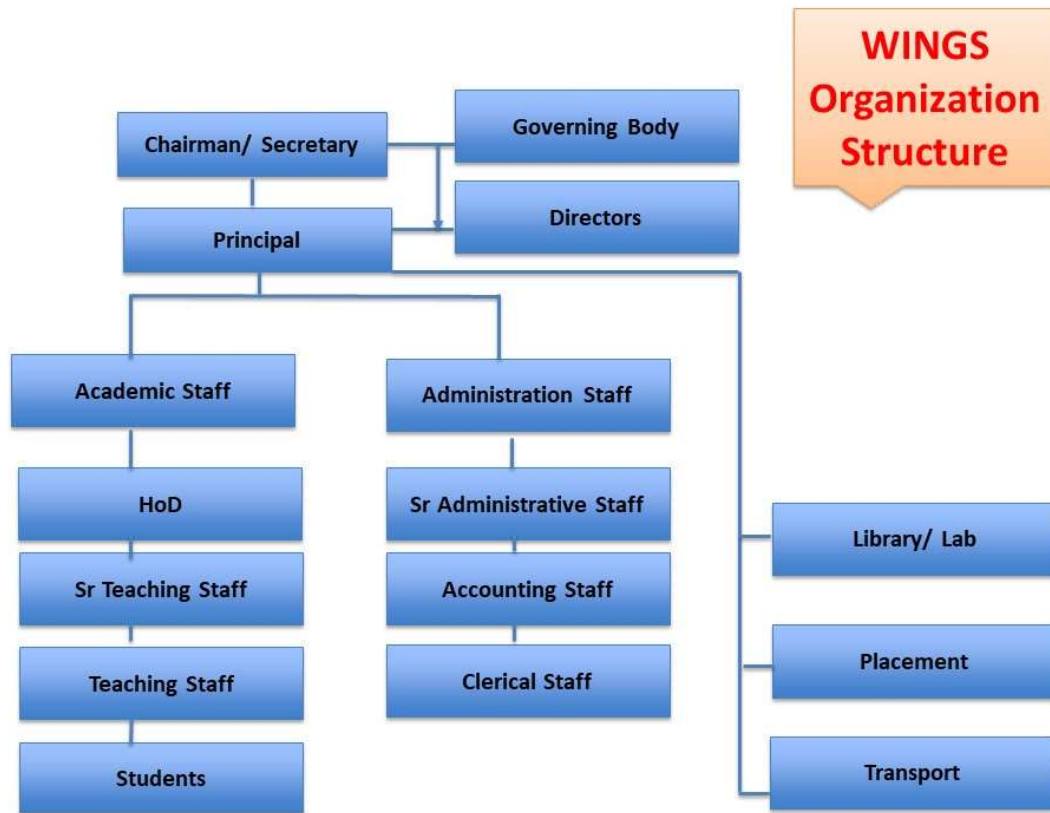 WINGS
Organization
Structure
Governing Body
Chairman/ Secretary
Directors
Principal
Academic Staff
Administration Staff
HoD
Sr Administrative Staff
Library/ Lab
Sr Teaching Staff
Accounting Staff
Placement
Teaching Staff
Clerical Staff
Transport
Students